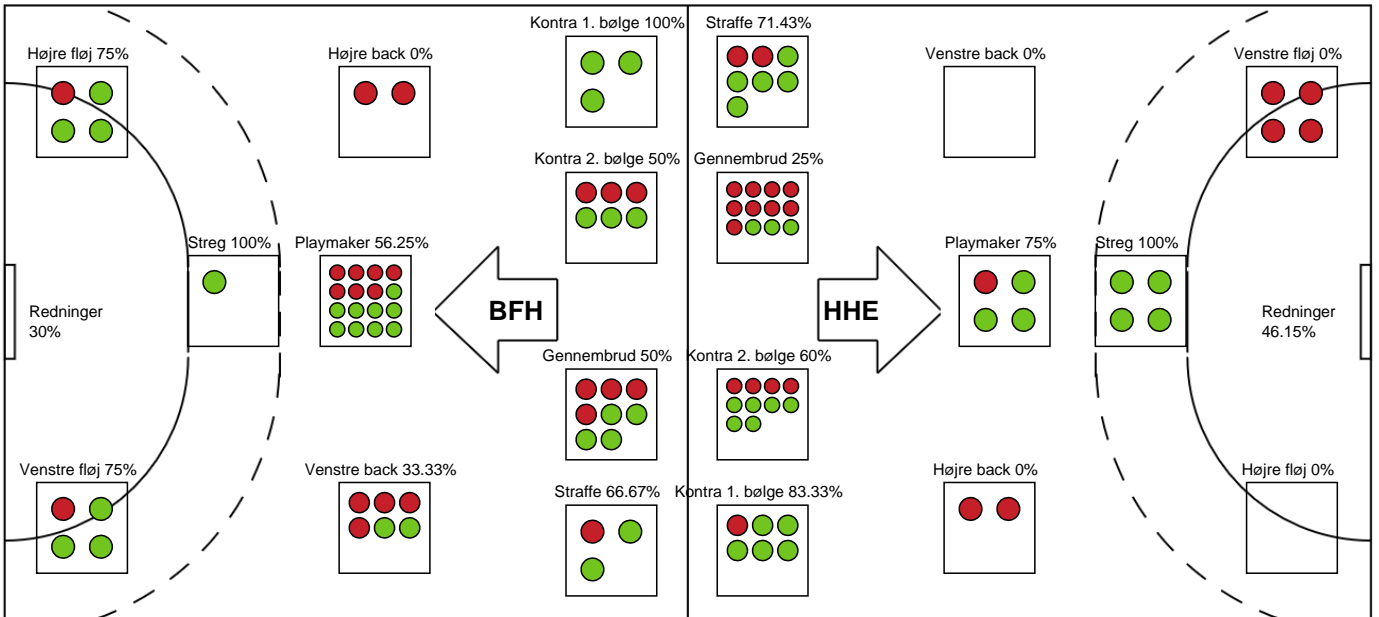 Kontra 1. bølge 100%
Straffe 71.43%
Højre fløj 75%
Højre back 0%
Venstre back 0%
Venstre fløj 0%
Kontra 2. bølge 50%
Gennembrud 25%
Streg 100%
Playmaker 56.25%
Playmaker 75%
Streg 100%
Redninger
30%
BFH
HHE
Redninger
46.15%
Gennembrud 50%
Kontra 2. bølge 60%
Venstre fløj 75%
Venstre back 33.33%
Højre back 0%
Højre fløj 0%
Straffe 66.67%
Kontra 1. bølge 83.33%